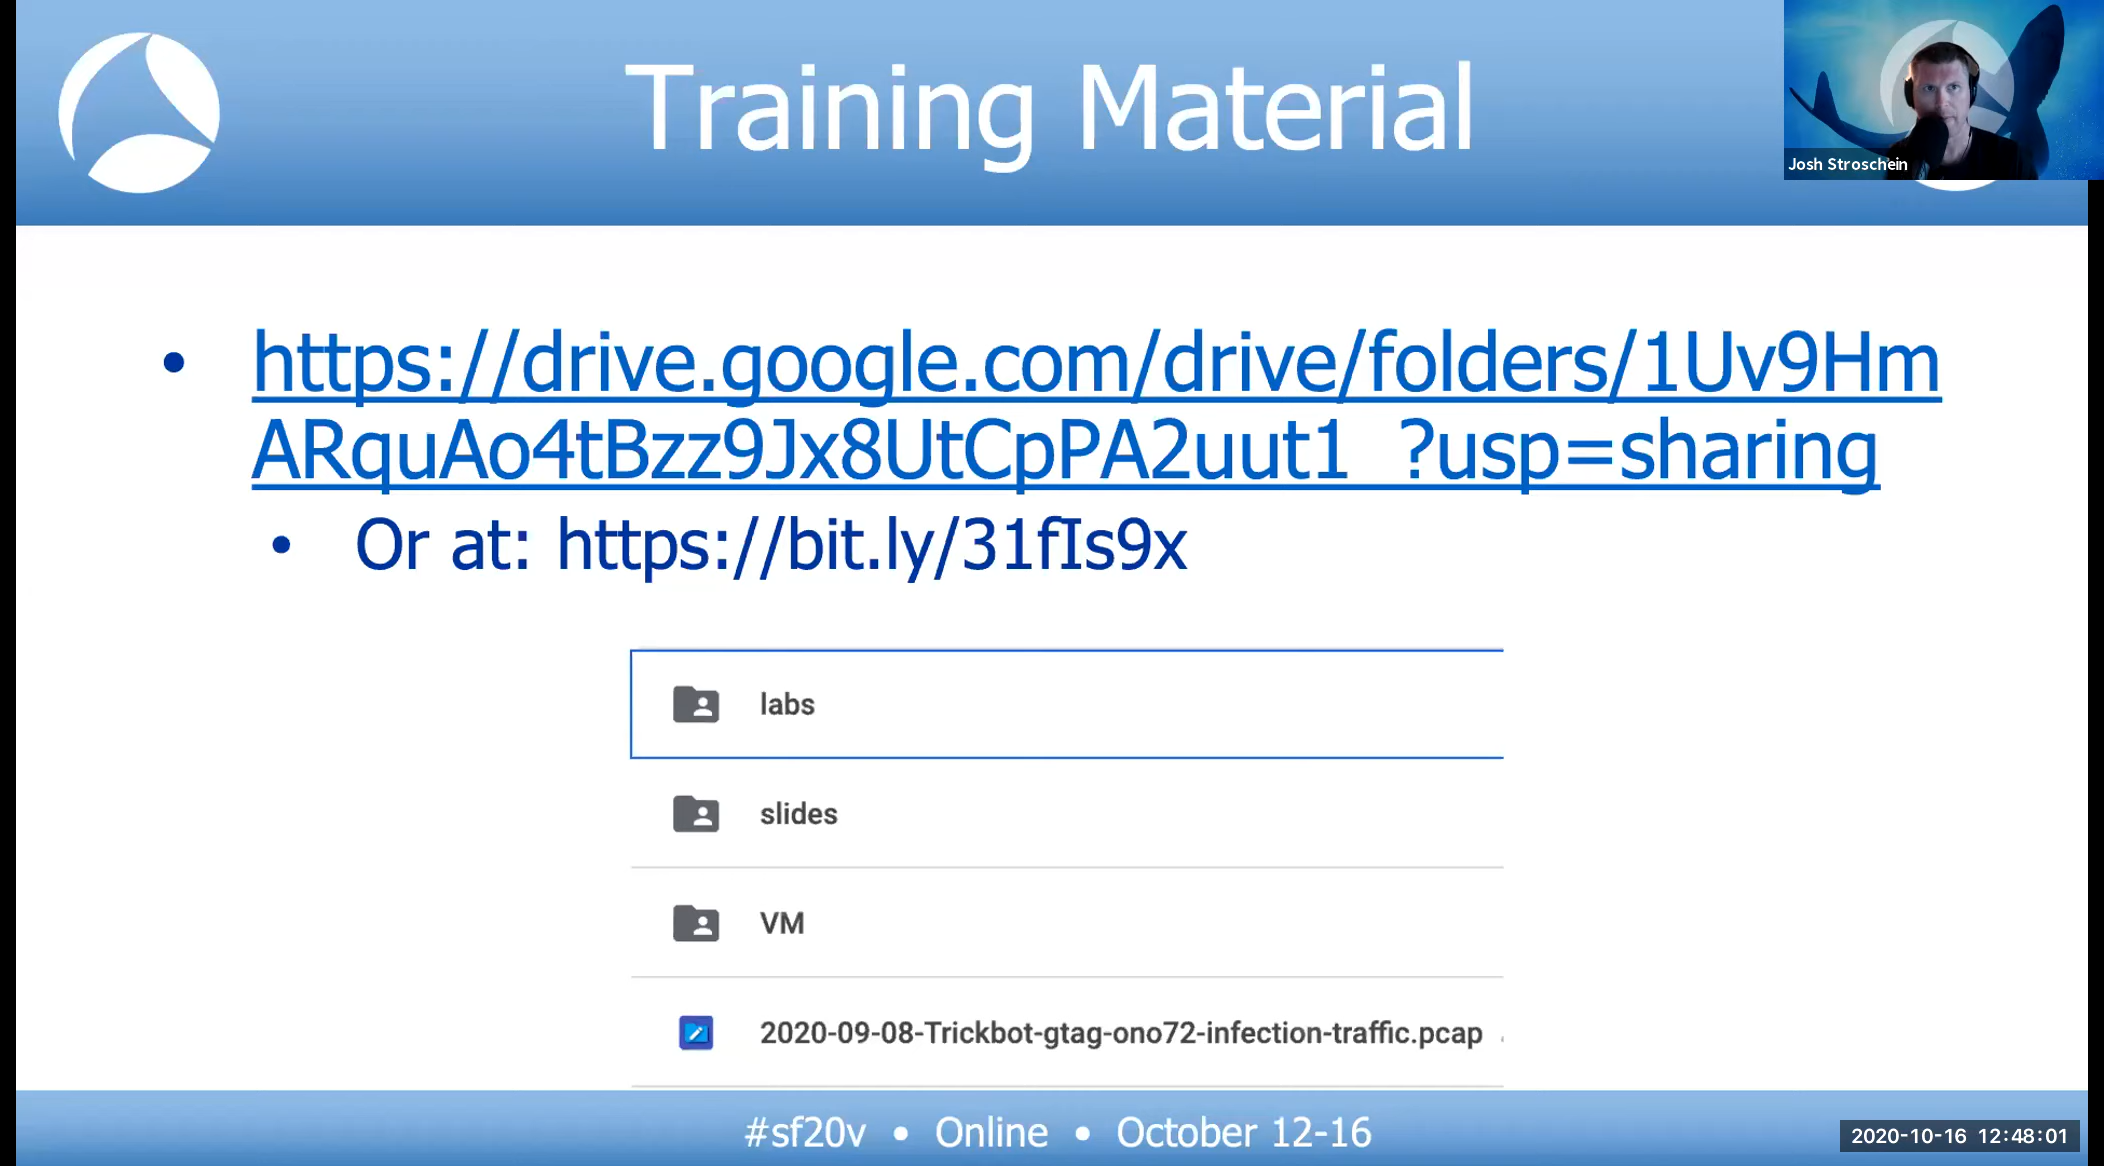 Training Material
Josh Stroschein
• https://drive.google.com/drive/folders/1Uv9Hm
ARquAo4tBzz9Jx8UtCpPA2uut1_?usp=sharing
• Or at: https://bit.ly/31fIs9x
labs
slides
VM
2020-09-08-Trickbot-gtag-ono72-infection-traffic.pcap
#sf20v • Online • October 12-16
2020-10-16 12:48:01